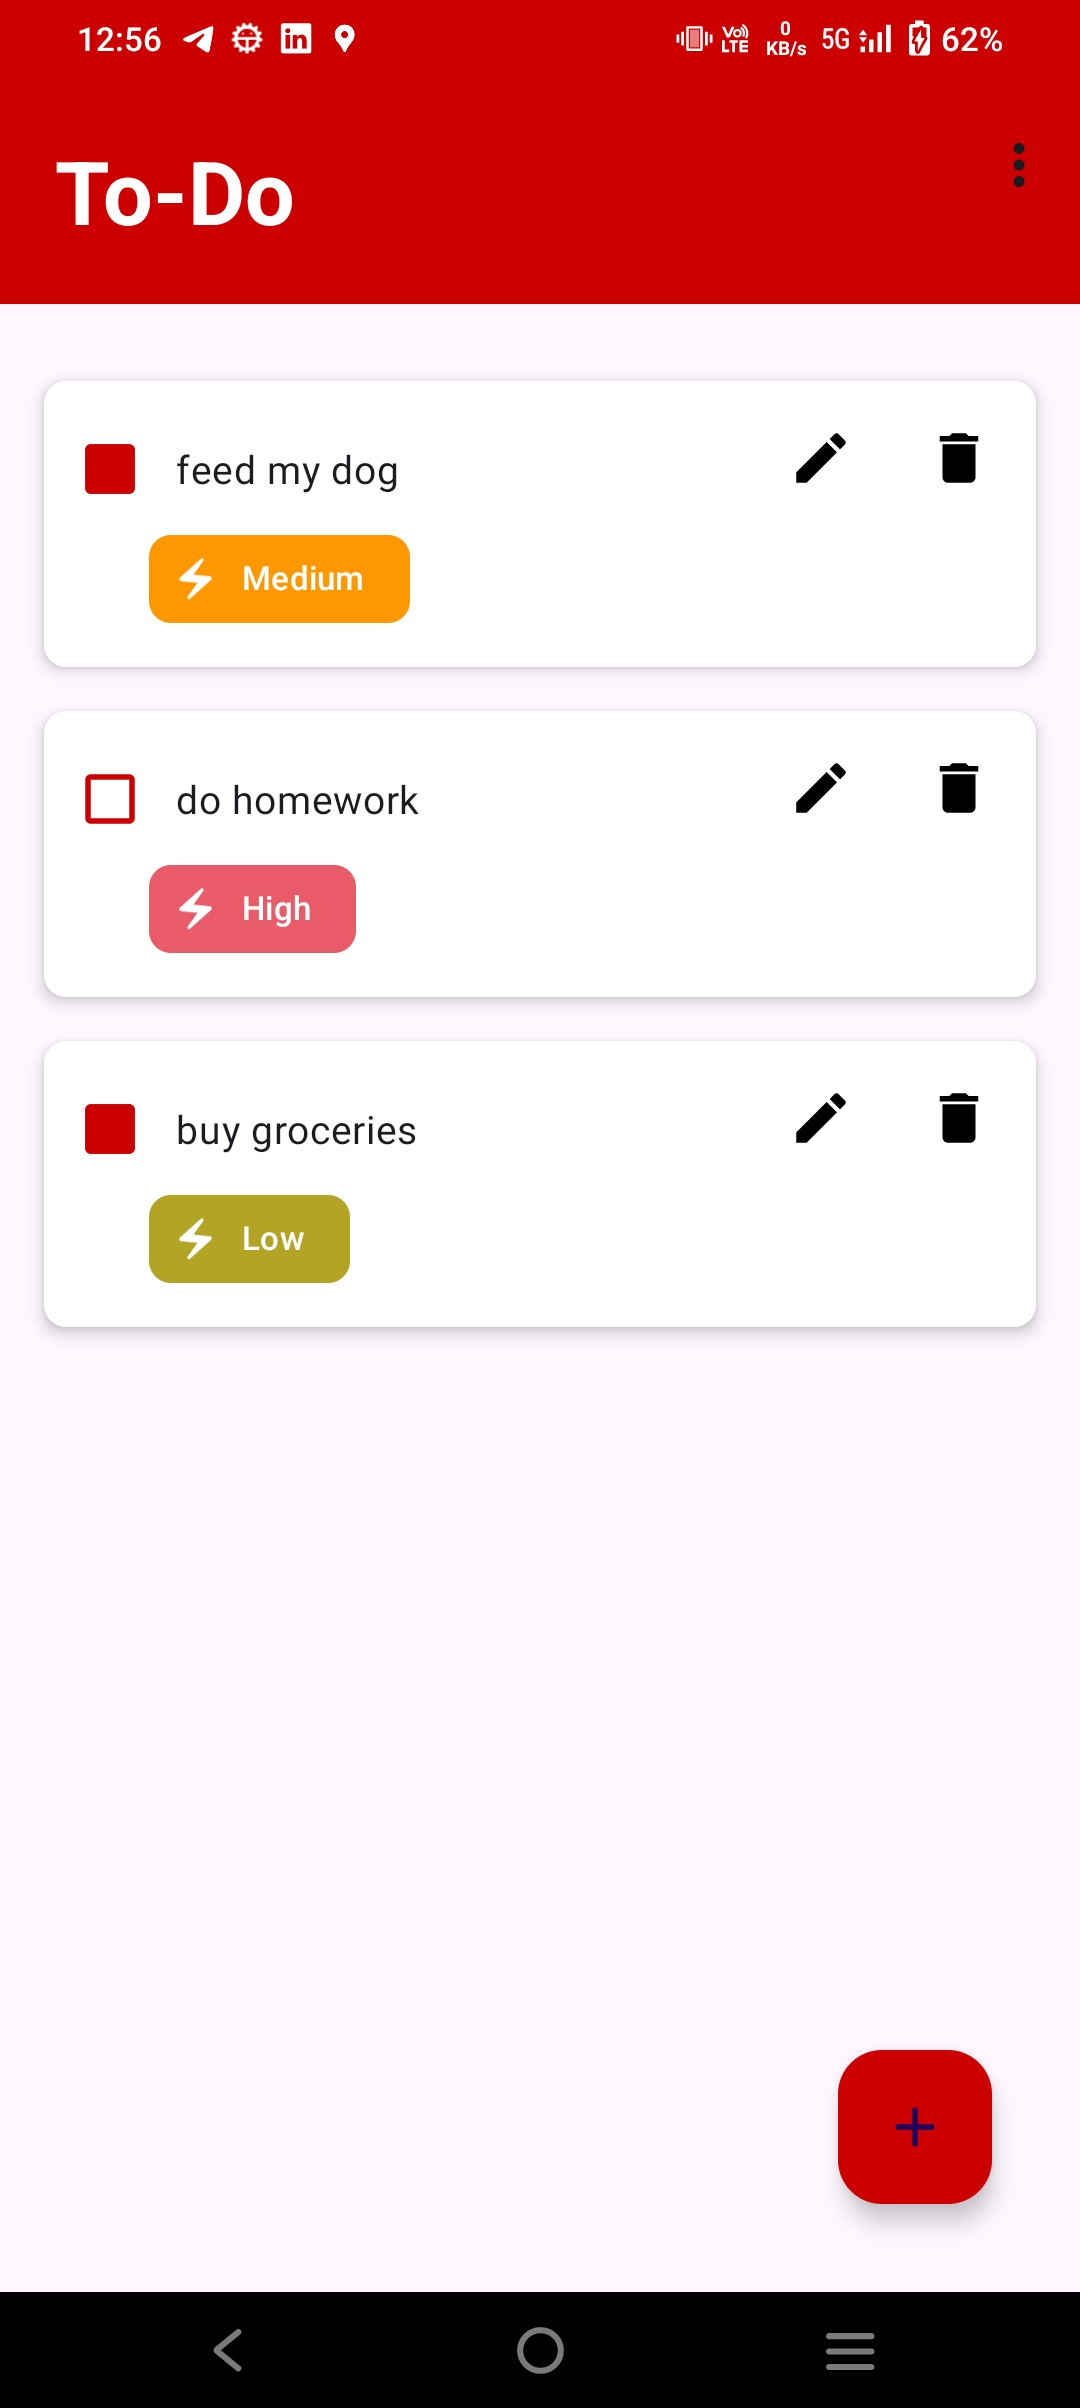 12:56 in Vo LTE 0 KB/s 5G 62%
To-Do
feed my dog
Medium
do homework
High
buy groceries
Low